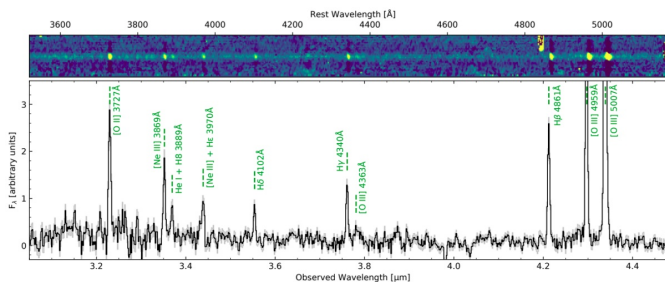 Rest Wavelength [Å]
3600 3800 4000 4200 4400 4600 4800 5000
3
2
1
0
F_λ [arbitrary units]
[O II] 3727Å
[Ne III] 3869Å
He I + H8 3889Å
[Ne III] + Hε 3970Å
Hδ 4102Å
Hγ 4340Å
[O III] 4363Å
Hβ 4861Å
[O III] 4959Å
[O III] 5007Å
3.2 3.4 3.6 3.8 4.0 4.2 4.4
Observed Wavelength [μm]